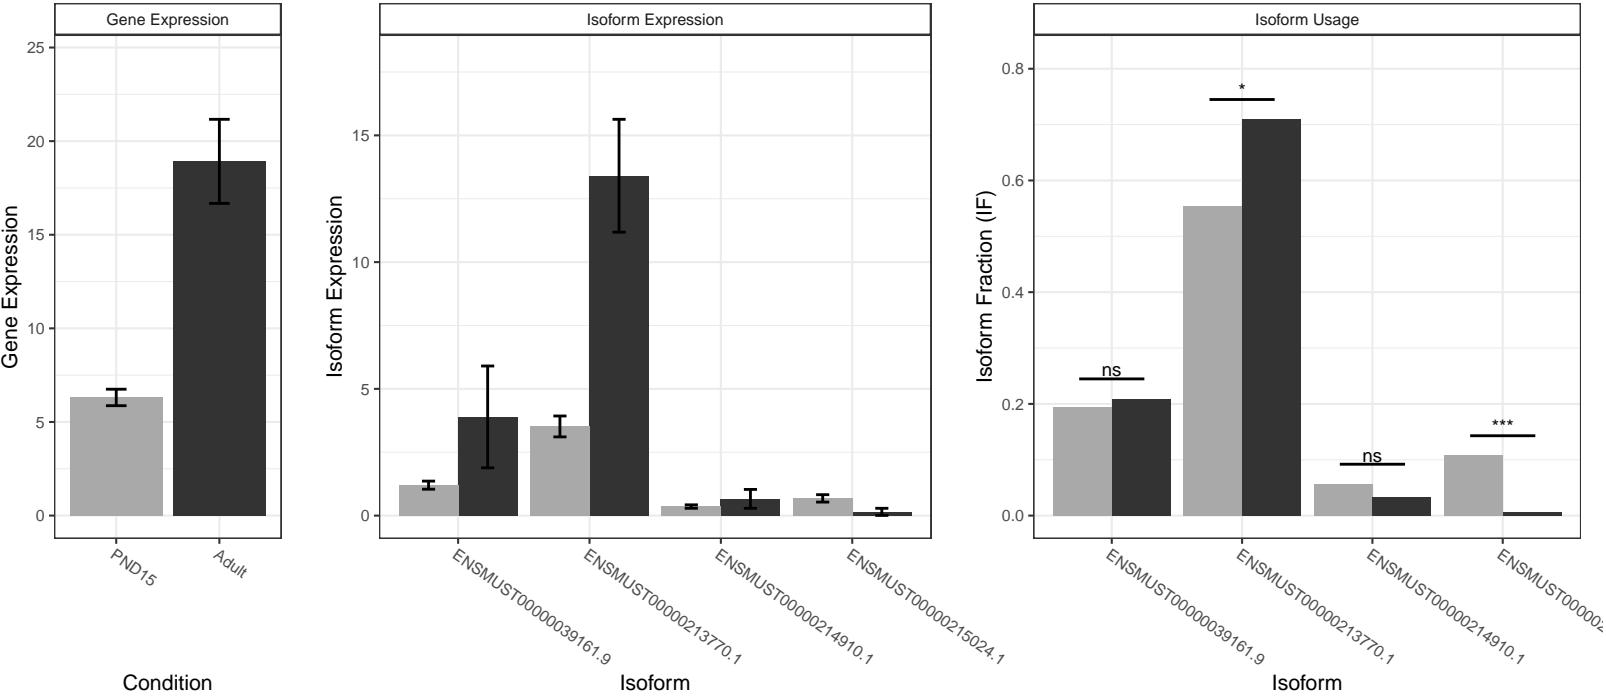 Gene Expression
Gene Expression
25
20
15
10
5
0
PND15
Adult
Condition
Isoform Expression
Isoform Expression
15
10
5
0
ENSMUST00000039161.9
ENSMUST00000213770.1
ENSMUST00000214910.1
ENSMUST00000215024.1
Isoform
Isoform Usage
Isoform Fraction (IF)
0.8
0.6
0.4
0.2
0.0
ns
*
ns
***
ENSMUST00000039161.9
ENSMUST00000213770.1
ENSMUST00000214910.1
Isoform